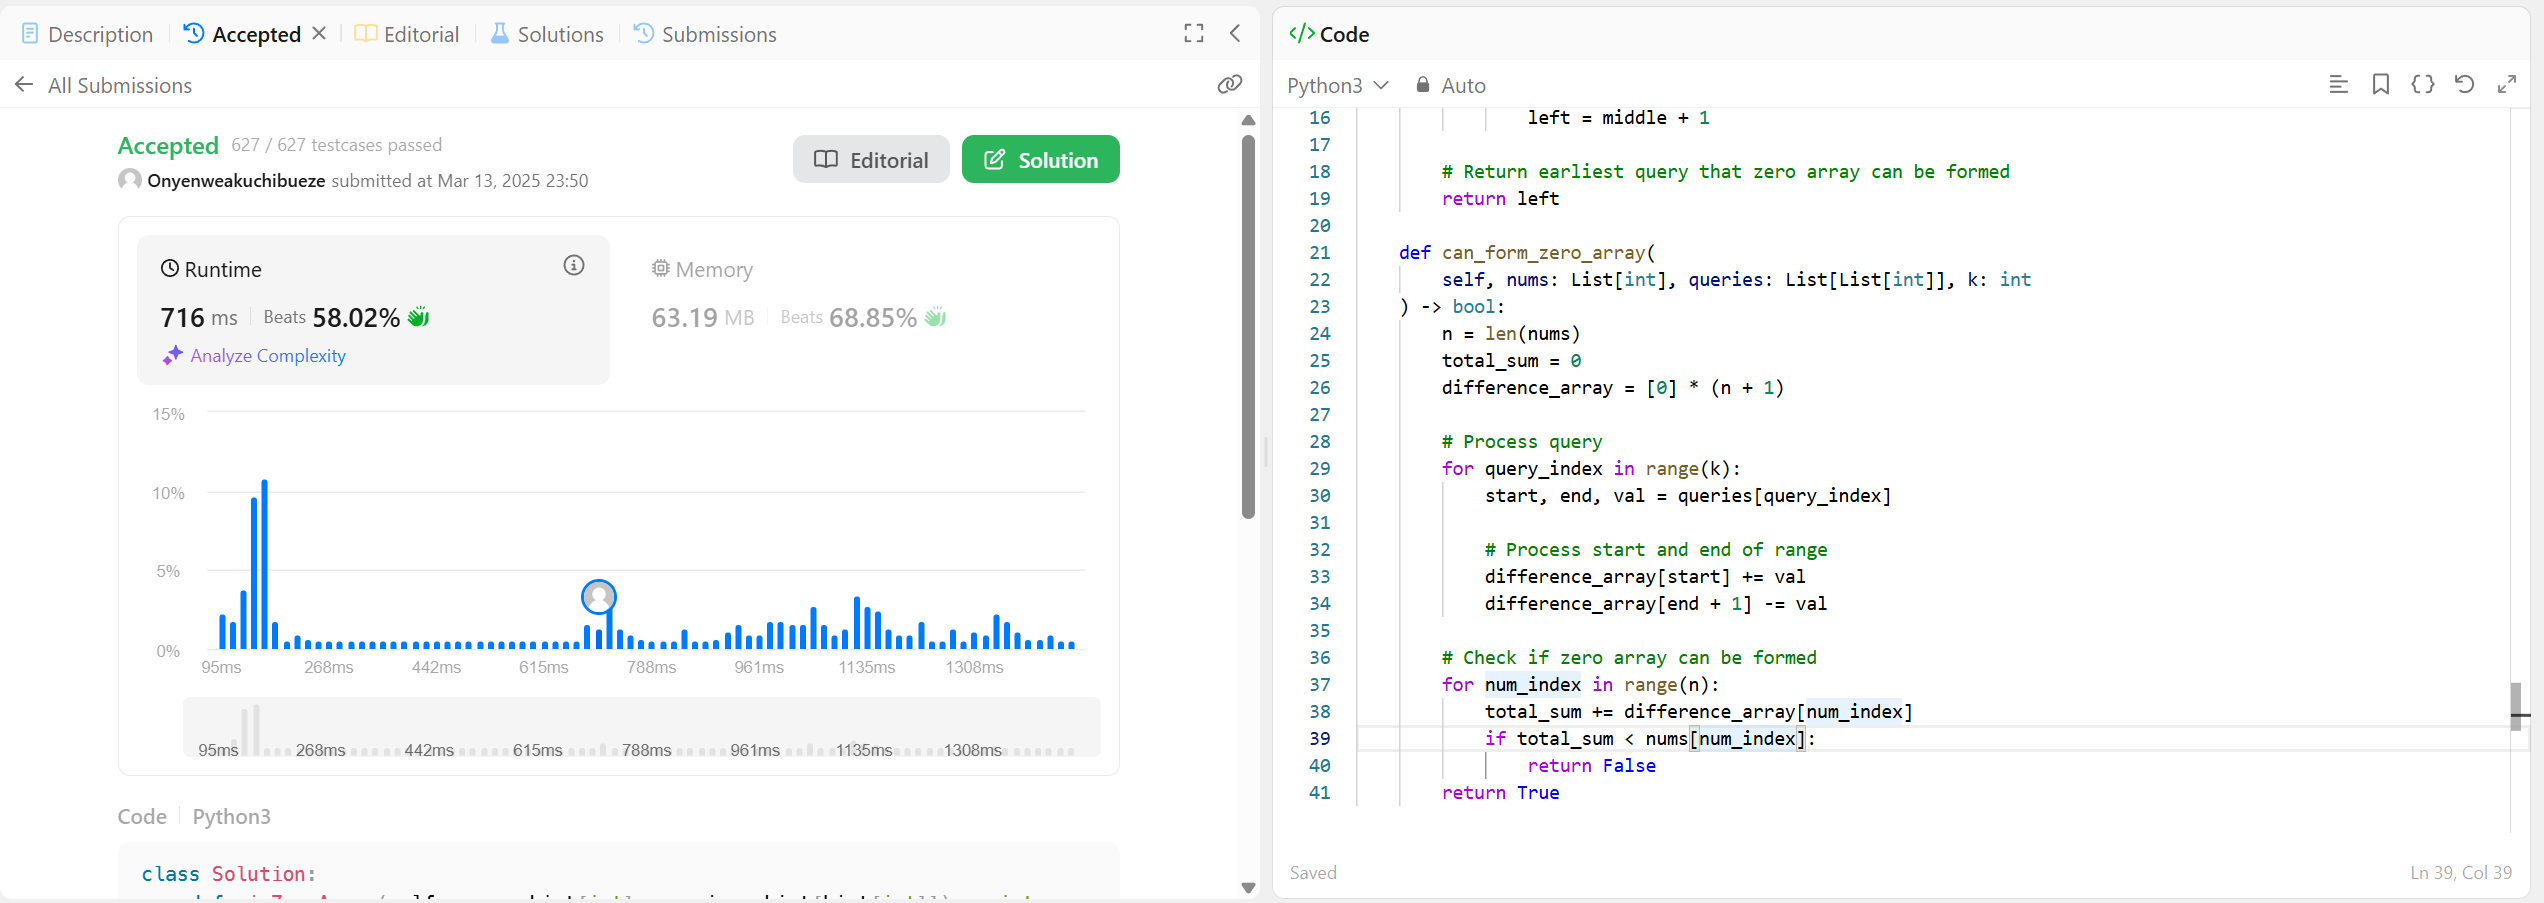 Description
Accepted
Editorial
Solutions
Submissions
All Submissions
Accepted 627 / 627 testcases passed
Onyenweakuchibueze submitted at Mar 13, 2025 23:50
Editorial
Solution
Runtime
716 ms Beats 58.02%
Analyze Complexity
Memory
63.19 MB Beats 68.85%
15%
10%
5%
0%
95ms 268ms 442ms 615ms 788ms 961ms 1135ms 1308ms
95ms 268ms 442ms 615ms 788ms 961ms 1135ms 1308ms
Code Python3
class Solution:
</> Code
Python3 Auto
16 left = middle + 1
17
18 # Return earliest query that zero array can be formed
19 return left
20
21 def can_form_zero_array(
22 self, nums: List[int], queries: List[List[int]], k: int
23 ) -> bool:
24 n = len(nums)
25 total_sum = 0
26 difference_array = [0] * (n + 1)
27
28 # Process query
29 for query_index in range(k):
30 start, end, val = queries[query_index]
31
32 # Process start and end of range
33 difference_array[start] += val
34 difference_array[end + 1] -= val
35
36 # Check if zero array can be formed
37 for num_index in range(n):
38 total_sum += difference_array[num_index]
39 if total_sum < nums[num_index]:
40 return False
41 return True
Saved
Ln 39, Col 39